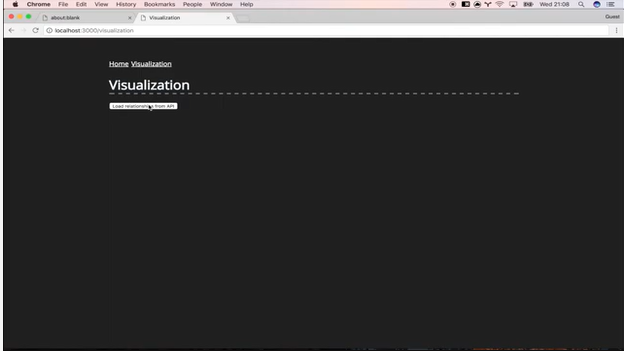 Chrome File Edit View History Bookmarks People Window Help Wed 21:08
about:blank Visualization Guest
localhost:3000/visualization
Home Visualization
Visualization
Load relationships from API